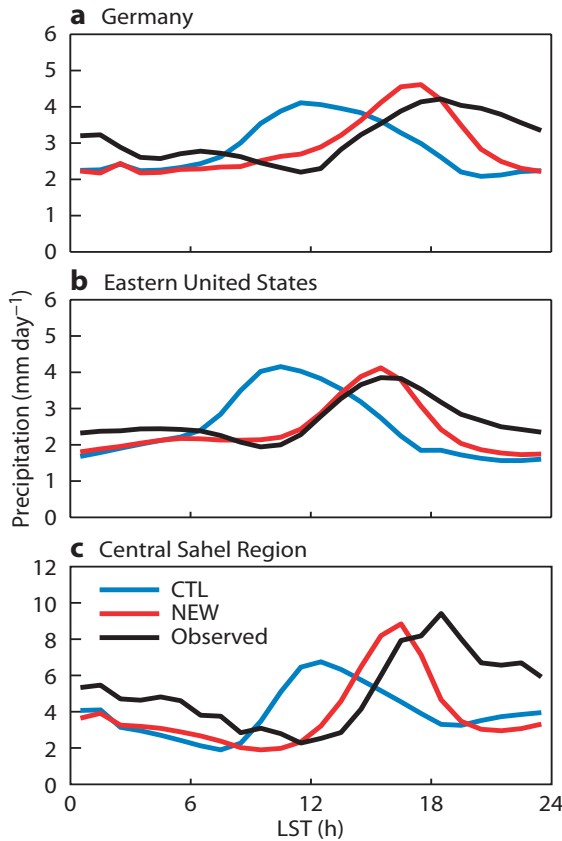 a Germany
6
5
4
3
2
1
0
b Eastern United States
6
5
4
3
2
1
0
Precipitation (mm day⁻¹)
c Central Sahel Region
12
10
8
6
4
2
0
CTL
NEW
Observed
0 6 12 18 24
LST (h)